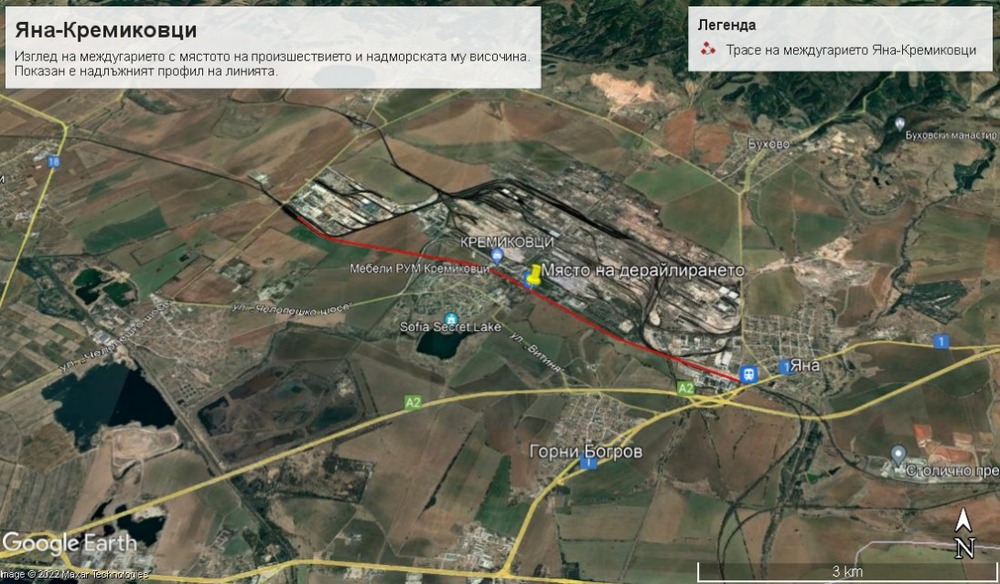 Яна-Кремиковци
Изглед на междугарието с мястото на произшествието и надморската му височина.
Показан е надлъжният профил на линията.
Легенда
Трасе на междугарието Яна-Кремиковци
Бухово
Буховски манастир
18
КРЕМИКОВЦИ
Мебели РУМ Кремиковци
Място на дерайлирането
ул. „Челопешко шосе“
Sofia Secret Lake
ул. „Витиня“
ул. „Челопешко шосе“
1
1
Яна
A2
A2
Горни Богров
1
Столично пре
Google Earth
Image © 2022 Maxar Technologies
N
3 km